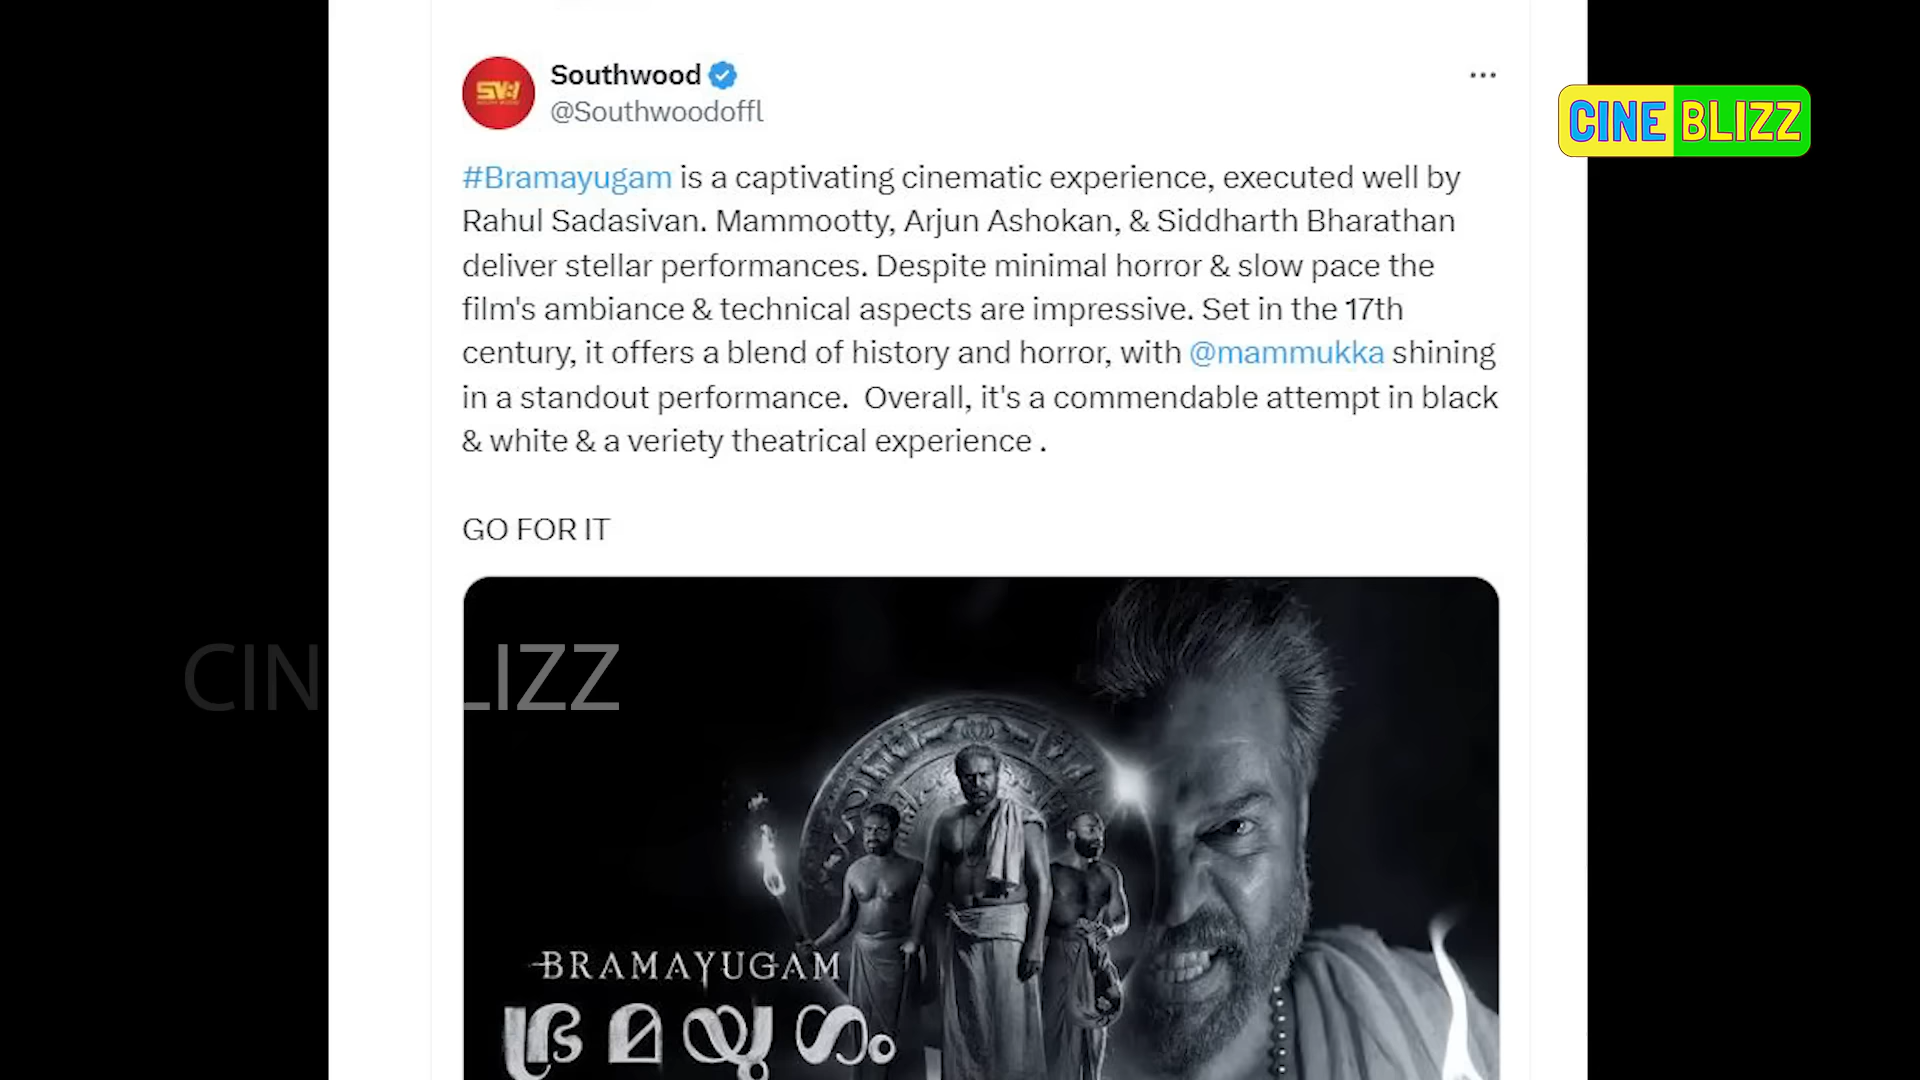 Southwood
@Southwoodoffl
CINE BLIZZ
#Bramayugam is a captivating cinematic experience, executed well by
Rahul Sadasivan. Mammootty, Arjun Ashokan, & Siddharth Bharathan
deliver stellar performances. Despite minimal horror & slow pace the
film's ambiance & technical aspects are impressive. Set in the 17th
century, it offers a blend of history and horror, with @mammukka shining
in a standout performance.  Overall, it's a commendable attempt in black
& white & a veriety theatrical experience .
GO FOR IT
CIN LIZZ
BRAMAYUGAM
ഭ്രമയുഗം